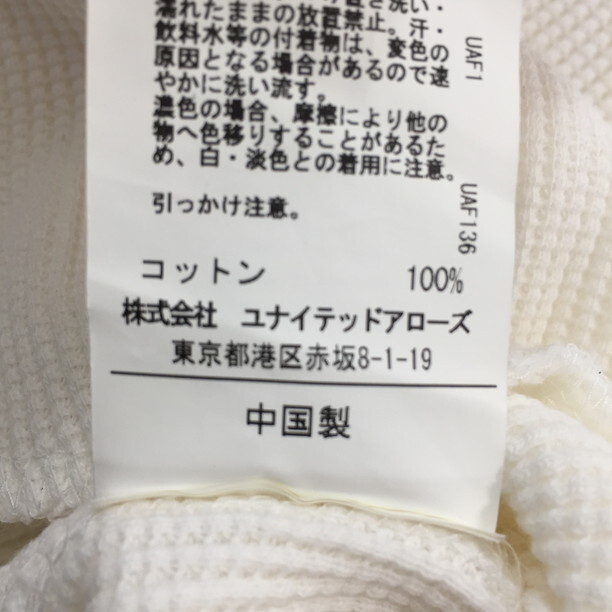 き洗い・
濡れたままの放置禁止。汗・
飲料水等の付着物は、変色の
原因となる場合があるので速
やかに洗い流す。
濃色の場合、摩擦により他の
物へ色移りすることがあるた
め、白・淡色との着用に注意。
引っかけ注意。
UAF1
UAF136
コットン 100%
株式会社 ユナイテッドアローズ
東京都港区赤坂8-1-19
中国製